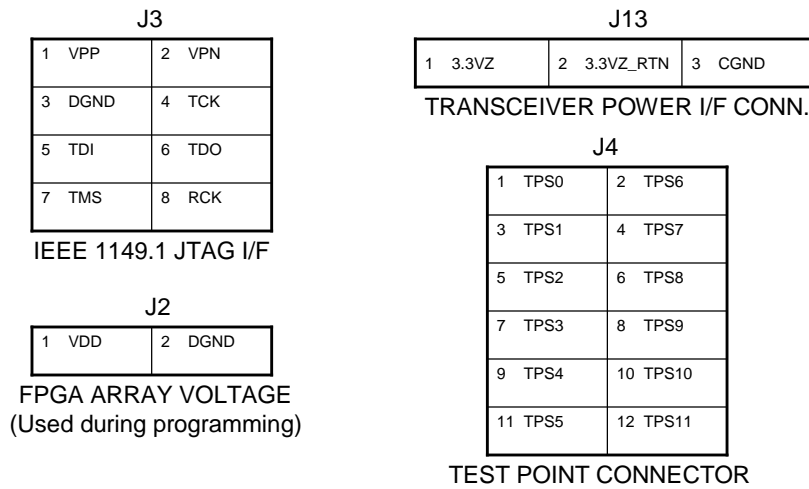 J3
1 VPP 2 VPN
3 DGND 4 TCK
5 TDI 6 TDO
7 TMS 8 RCK
IEEE 1149.1 JTAG I/F
J2
1 VDD 2 DGND
FPGA ARRAY VOLTAGE
(Used during programming)
J13
1 3.3VZ 2 3.3VZ_RTN 3 CGND
TRANSCEIVER POWER I/F CONN.
J4
1 TPS0 2 TPS6
3 TPS1 4 TPS7
5 TPS2 6 TPS8
7 TPS3 8 TPS9
9 TPS4 10 TPS10
11 TPS5 12 TPS11
TEST POINT CONNECTOR